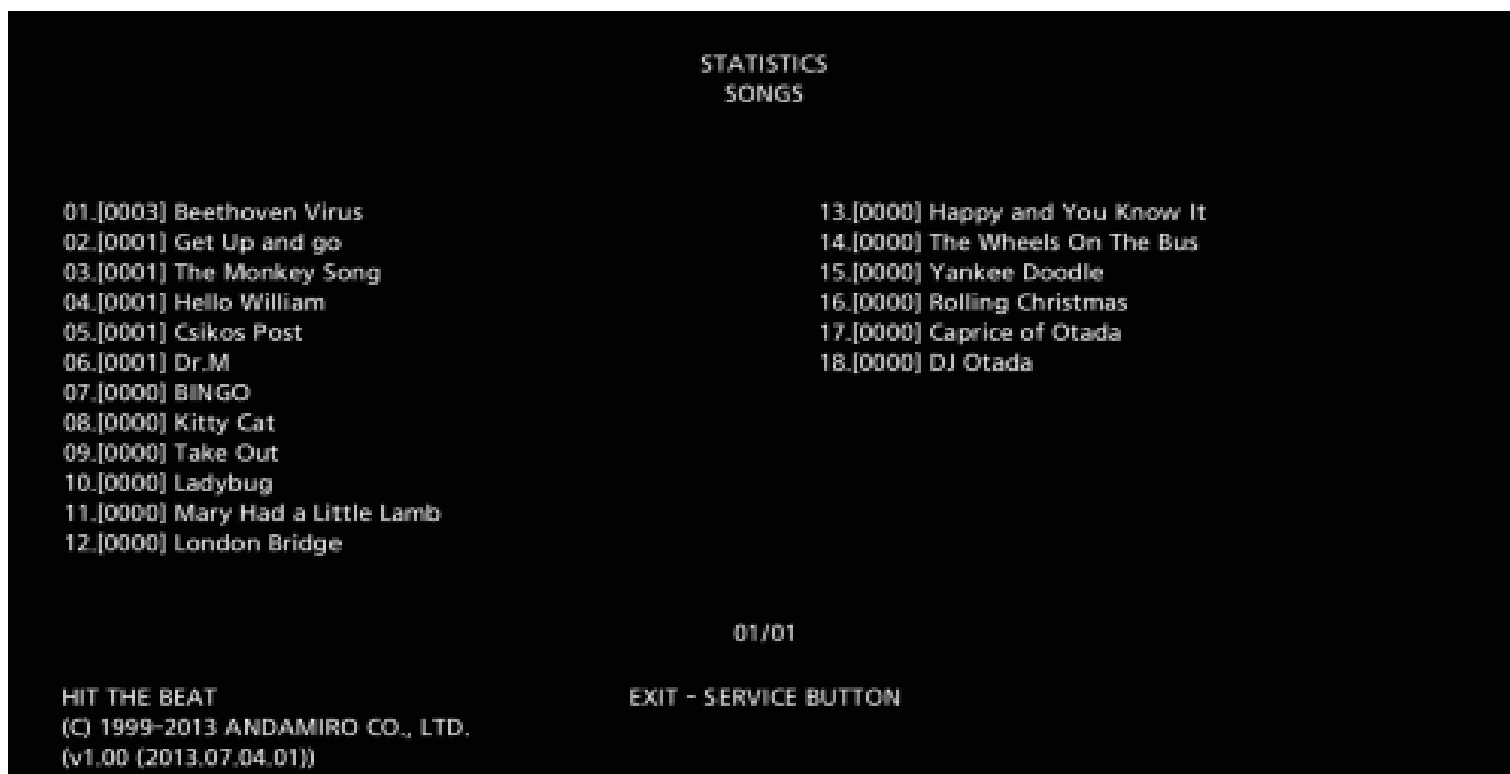 STATISTICS
SONGS
01.[0003] Beethoven Virus
02.[0001] Get Up and go
03.[0001] The Monkey Song
04.[0001] Hello William
05.[0001] Csikos Post
06.[0001] Dr.M
07.[0000] BINGO
08.[0000] Kitty Cat
09.[0000] Take Out
10.[0000] Ladybug
11.[0000] Mary Had a Little Lamb
12.[0000] London Bridge
13.[0000] Happy and You Know It
14.[0000] The Wheels On The Bus
15.[0000] Yankee Doodle
16.[0000] Rolling Christmas
17.[0000] Caprice of Otada
18.[0000] DJ Otada
01/01
HIT THE BEAT
(C) 1999-2013 ANDAMIRO CO., LTD.
(v1.00 (2013.07.04.01))
EXIT - SERVICE BUTTON